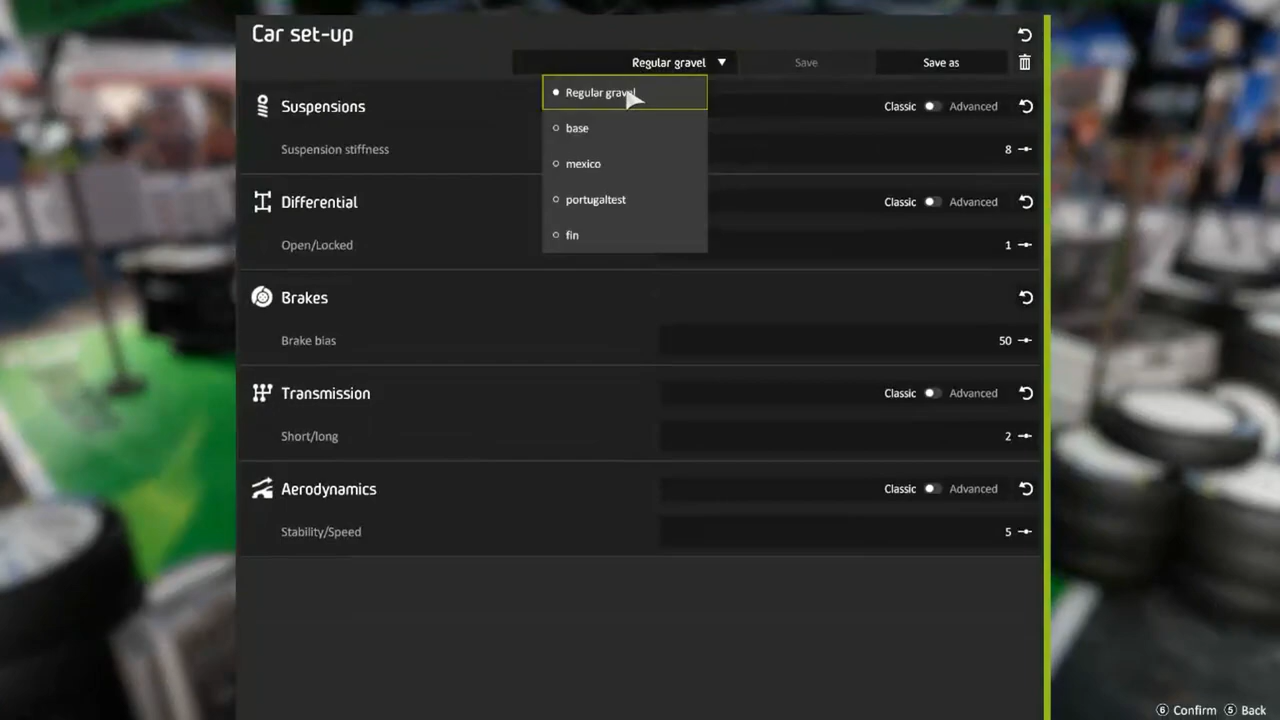 Car set-up
Regular gravel
Save
Save as
Regular gravel
base
mexico
portugaltest
fin
Suspensions
Classic Advanced
Suspension stiffness
8
Differential
Classic Advanced
Open/Locked
1
Brakes
Brake bias
50
Transmission
Classic Advanced
Short/long
2
Aerodynamics
Classic Advanced
Stability/Speed
5
6 Confirm 5 Back